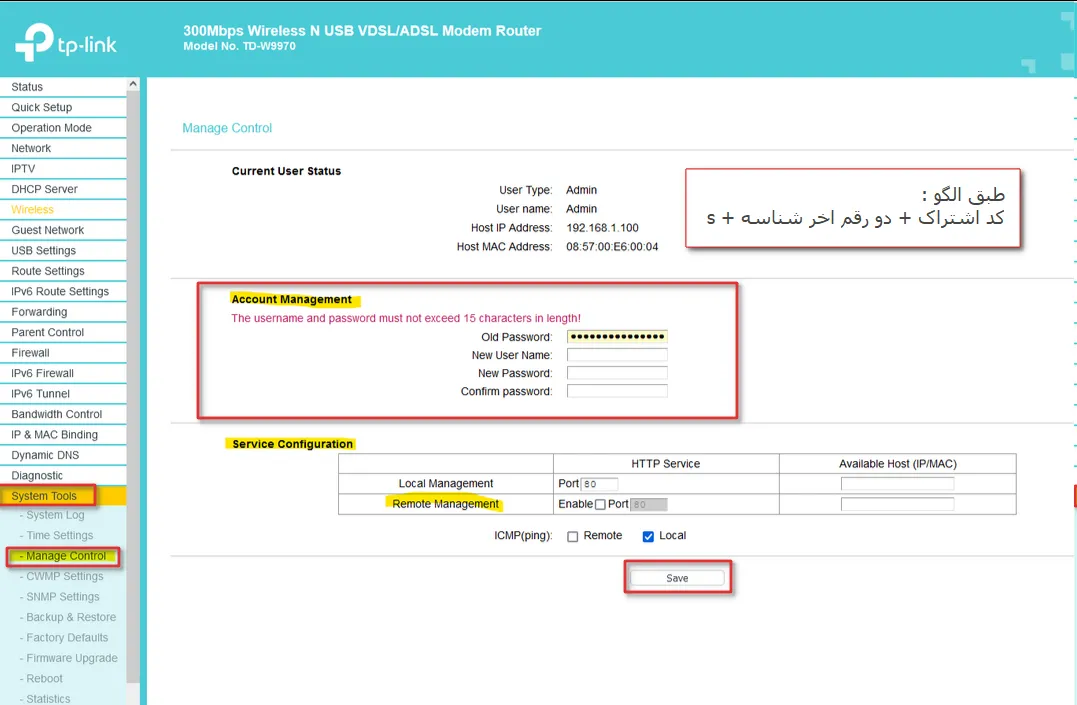 tp-link
300Mbps Wireless N USB VDSL/ADSL Modem Router
Model No. TD-W9970
Status
Quick Setup
Operation Mode
Network
IPTV
DHCP Server
Wireless
Guest Network
USB Settings
Route Settings
IPv6 Route Settings
Forwarding
Parent Control
Firewall
IPv6 Firewall
IPv6 Tunnel
Bandwidth Control
IP & MAC Binding
Dynamic DNS
Diagnostic
System Tools
- System Log
- Time Settings
- Manage Control
- CWMP Settings
- SNMP Settings
- Backup & Restore
- Factory Defaults
- Firmware Upgrade
- Reboot
- Statistics
Manage Control
Current User Status
User Type: Admin
User name: Admin
Host IP Address: 192.168.1.100
Host MAC Address: 08:57:00:E6:00:04
طبق الگو :
کد اشتراک + دو رقم اخر شناسه + s
Account Management
The username and password must not exceed 15 characters in length!
Old Password: •••••••••••••••
New User Name:
New Password:
Confirm password:
Service Configuration
HTTP Service Available Host (IP/MAC)
Local Management Port 80
Remote Management Enable Port 80
ICMP(ping): Remote Local
Save